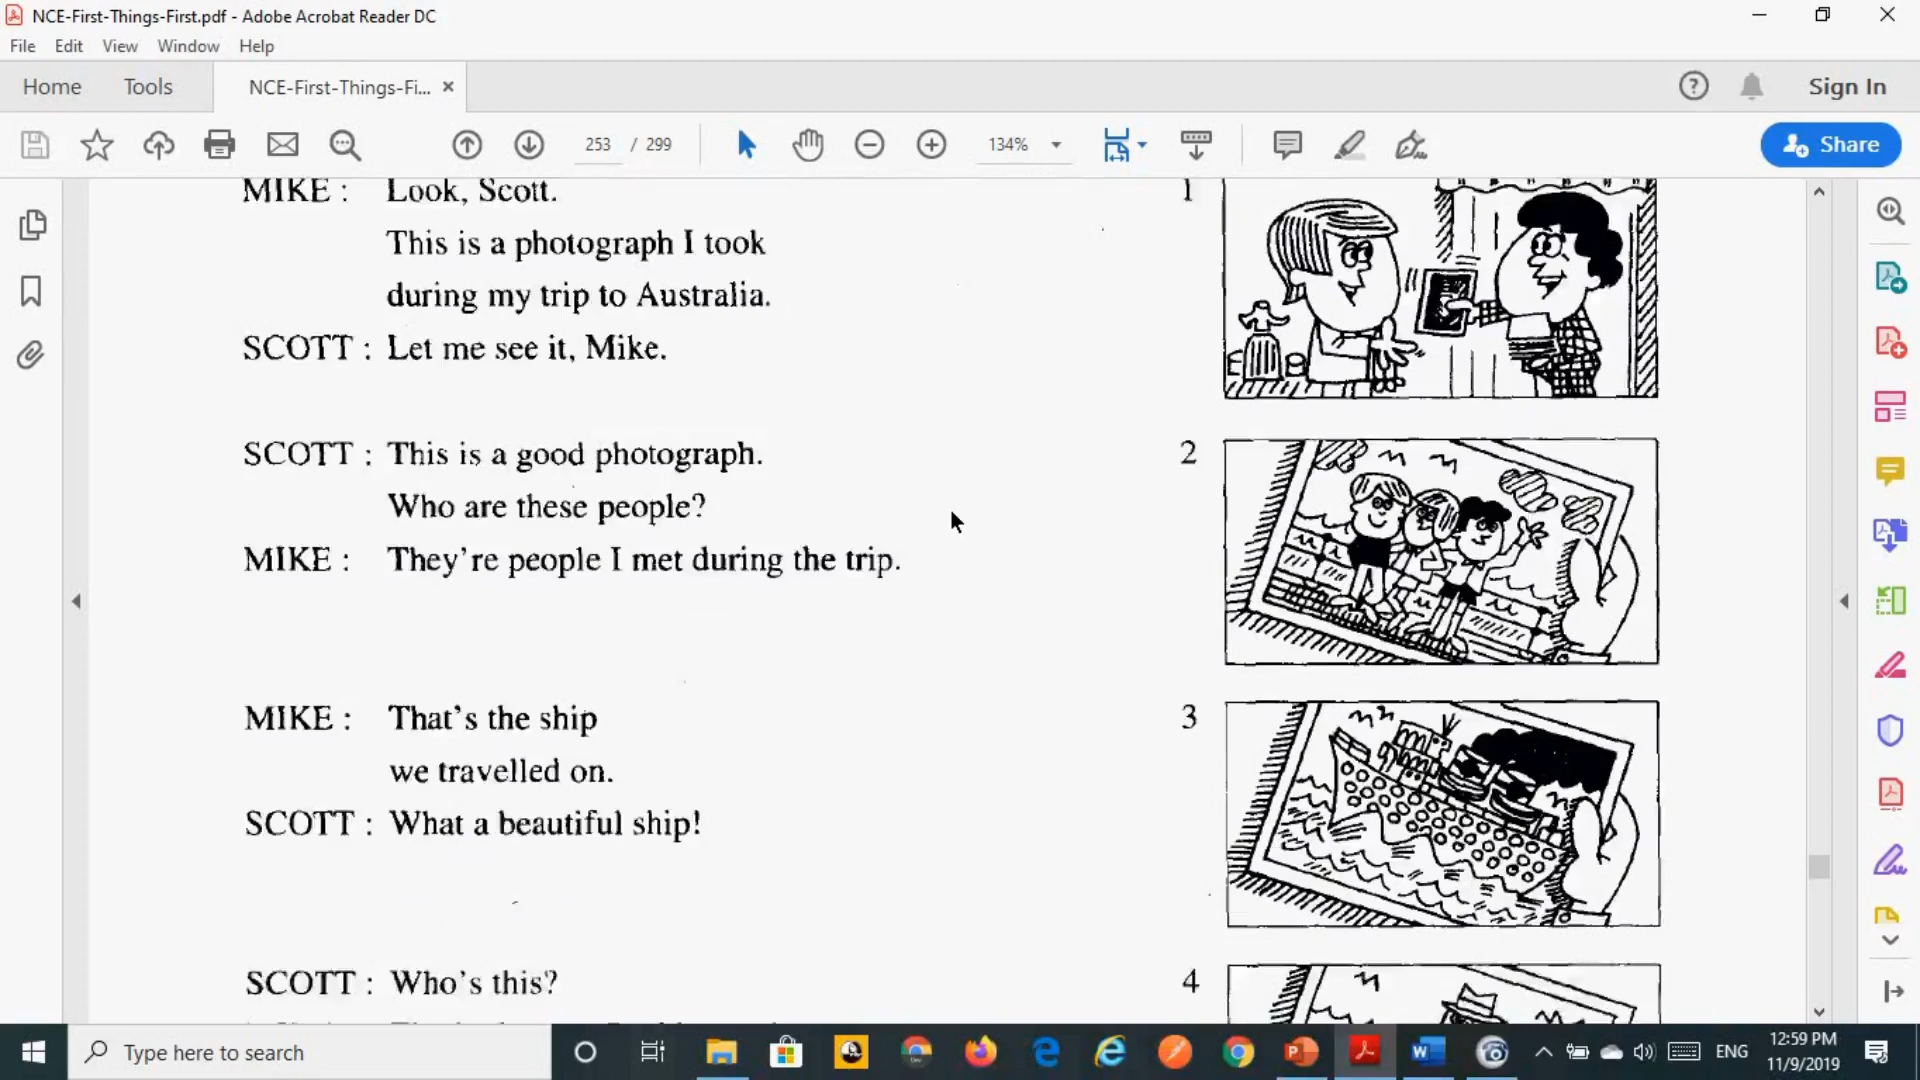 NCE-First-Things-First.pdf - Adobe Acrobat Reader DC
File Edit View Window Help
Home Tools NCE-First-Things-Fi... × Sign In
253 / 299 134% Share
MIKE : Look, Scott. 1
This is a photograph I took
during my trip to Australia.
SCOTT : Let me see it, Mike.
SCOTT : This is a good photograph. 2
Who are these people?
MIKE : They're people I met during the trip.
MIKE : That's the ship 3
we travelled on.
SCOTT : What a beautiful ship!
SCOTT : Who's this? 4
Type here to search ENG 12:59 PM
11/9/2019